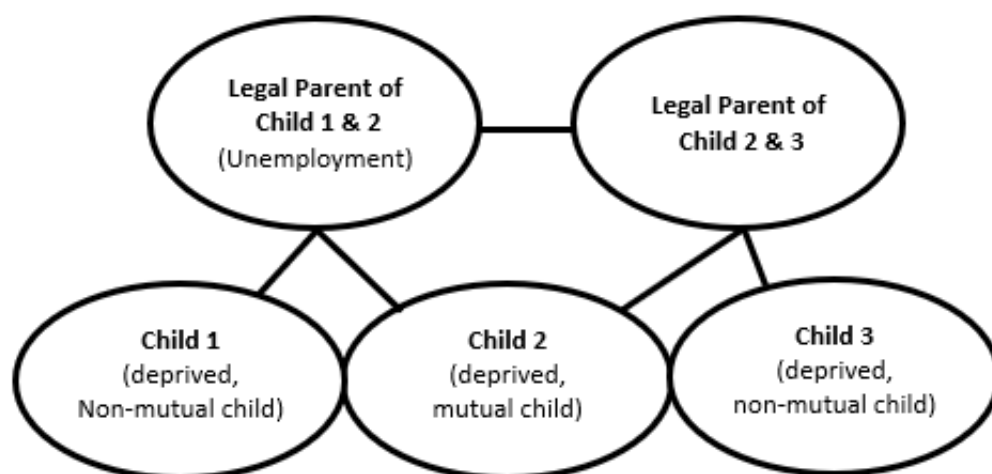 Legal Parent of
Child 1 & 2
(Unemployment)
Legal Parent of
Child 2 & 3
Child 1
(deprived,
Non-mutual child)
Child 2
(deprived,
mutual child)
Child 3
(deprived,
non-mutual child)